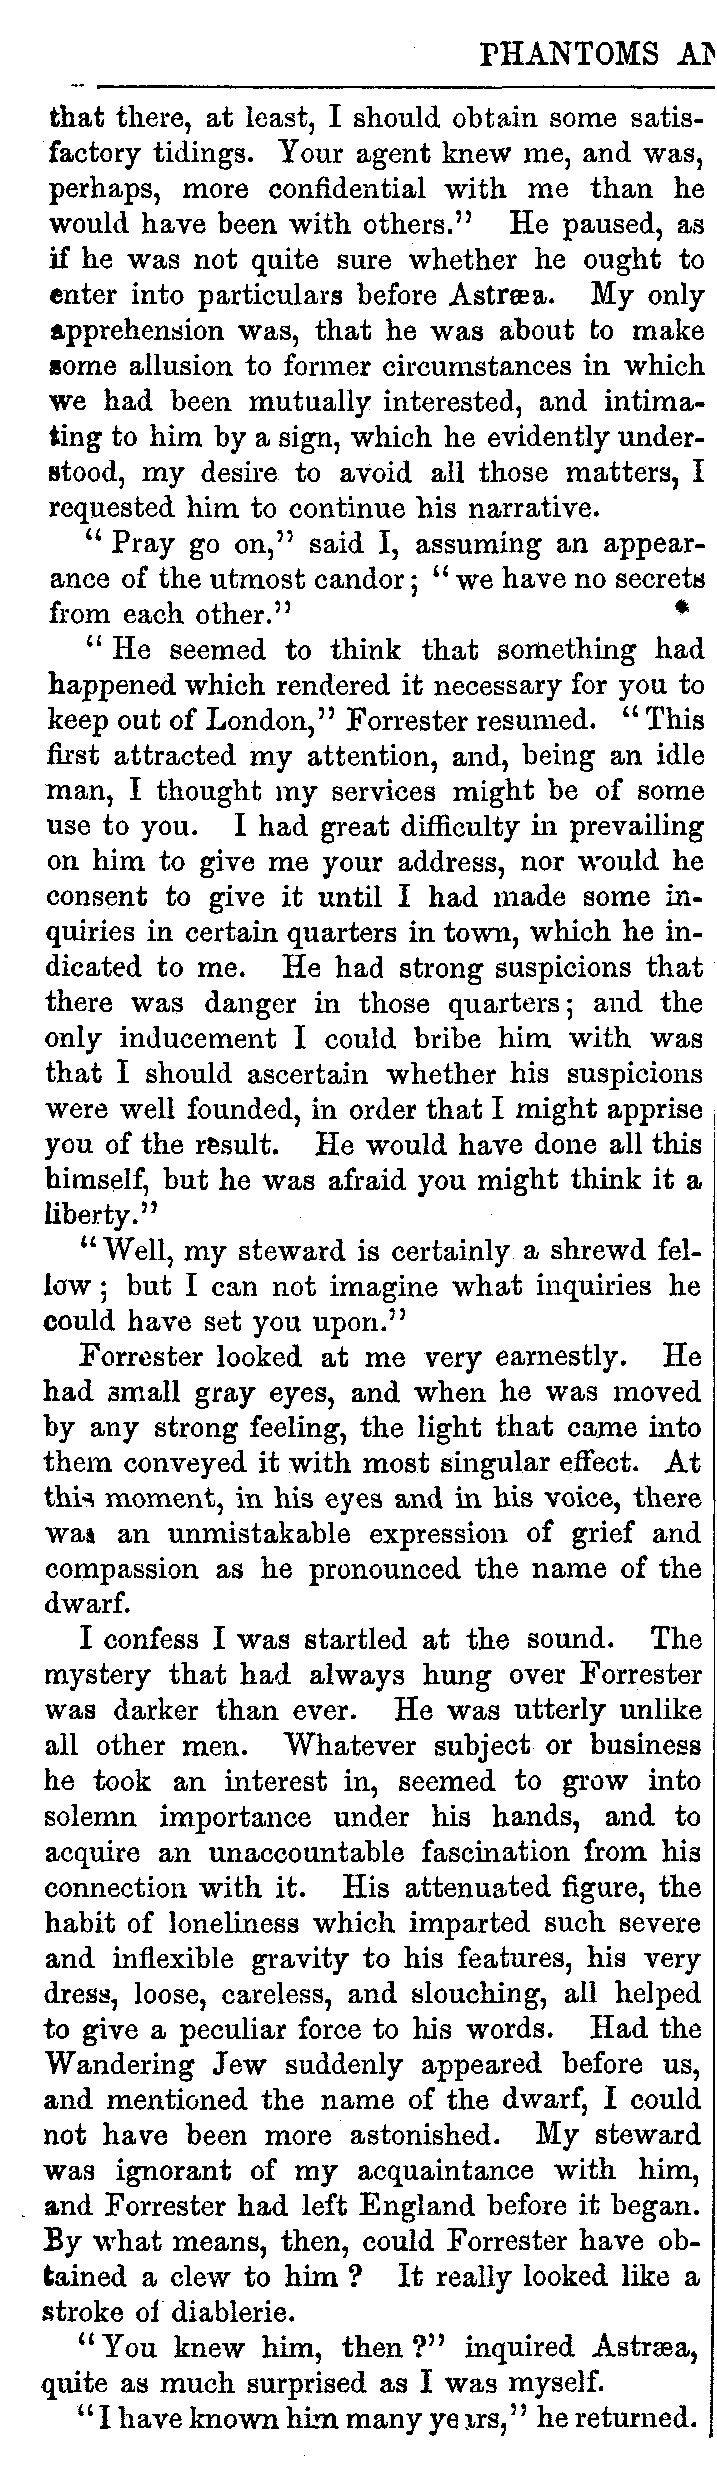 PHANTOMS AN
that there, at least, I should obtain some satis-
factory tidings. Your agent knew me, and was,
perhaps, more confidential with me than he
would have been with others." He paused, as
if he was not quite sure whether he ought to
enter into particulars before Astræa. My only
apprehension was, that he was about to make
some allusion to former circumstances in which
we had been mutually interested, and intima-
ting to him by a sign, which he evidently under-
stood, my desire to avoid all those matters, I
requested him to continue his narrative.
"Pray go on," said I, assuming an appear-
ance of the utmost candor; "we have no secrets
from each other."
"He seemed to think that something had
happened which rendered it necessary for you to
keep out of London," Forrester resumed. "This
first attracted my attention, and, being an idle
man, I thought my services might be of some
use to you. I had great difficulty in prevailing
on him to give me your address, nor would he
consent to give it until I had made some in-
quiries in certain quarters in town, which he in-
dicated to me. He had strong suspicions that
there was danger in those quarters; and the
only inducement I could bribe him with was
that I should ascertain whether his suspicions
were well founded, in order that I might apprise
you of the result. He would have done all this
himself, but he was afraid you might think it a
liberty."
"Well, my steward is certainly a shrewd fel-
low; but I can not imagine what inquiries he
could have set you upon."
Forrester looked at me very earnestly. He
had small gray eyes, and when he was moved
by any strong feeling, the light that came into
them conveyed it with most singular effect. At
this moment, in his eyes and in his voice, there
was an unmistakable expression of grief and
compassion as he pronounced the name of the
dwarf.
I confess I was startled at the sound. The
mystery that had always hung over Forrester
was darker than ever. He was utterly unlike
all other men. Whatever subject or business
he took an interest in, seemed to grow into
solemn importance under his hands, and to
acquire an unaccountable fascination from his
connection with it. His attenuated figure, the
habit of loneliness which imparted such severe
and inflexible gravity to his features, his very
dress, loose, careless, and slouching, all helped
to give a peculiar force to his words. Had the
Wandering Jew suddenly appeared before us,
and mentioned the name of the dwarf, I could
not have been more astonished. My steward
was ignorant of my acquaintance with him,
and Forrester had left England before it began.
By what means, then, could Forrester have ob-
tained a clew to him? It really looked like a
stroke of diablerie.
"You knew him, then?" inquired Astræa,
quite as much surprised as I was myself.
"I have known him many years," he returned.